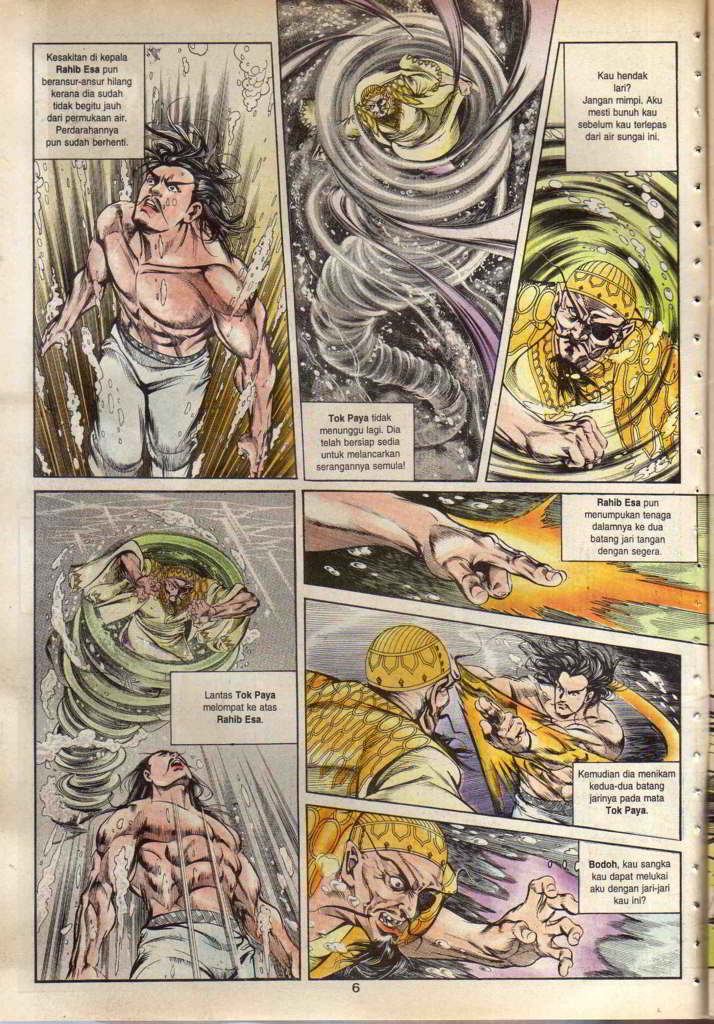 Kesakitan di kepala
Rahib Esa pun
beransur-ansur hilang
kerana dia sudah
tidak begitu jauh
dari permukaan air.
Perdarahannya
pun sudah berhenti.
Tok Paya tidak
menunggu lagi. Dia
telah bersiap sedia
untuk melancarkan
serangannya semula!
Kau hendak
lari?
Jangan mimpi. Aku
mesti bunuh kau
sebelum kau terlepas
dari air sungai ini.
Lantas Tok Paya
melompat ke atas
Rahib Esa.
Rahib Esa pun
menumpukan tenaga
dalamnya ke dua
batang jari tangan
dengan segera.
Kemudian dia menikam
kedua-dua batang
jarinya pada mata
Tok Paya.
Bodoh, kau sangka
kau dapat melukai
aku dengan jari-jari
kau ini?
6